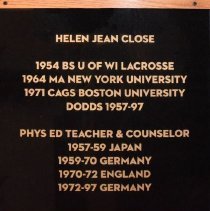 HELEN JEAN CLOSE
1954 BS U OF WI LACROSSE
1964 MA NEW YORK UNIVERSITY
1971 CAGS BOSTON UNIVERSITY
DODDS 1957-97
PHYS ED TEACHER & COUNSELOR
1957-59 JAPAN
1959-70 GERMANY
1970-72 ENGLAND
1972-97 GERMANY